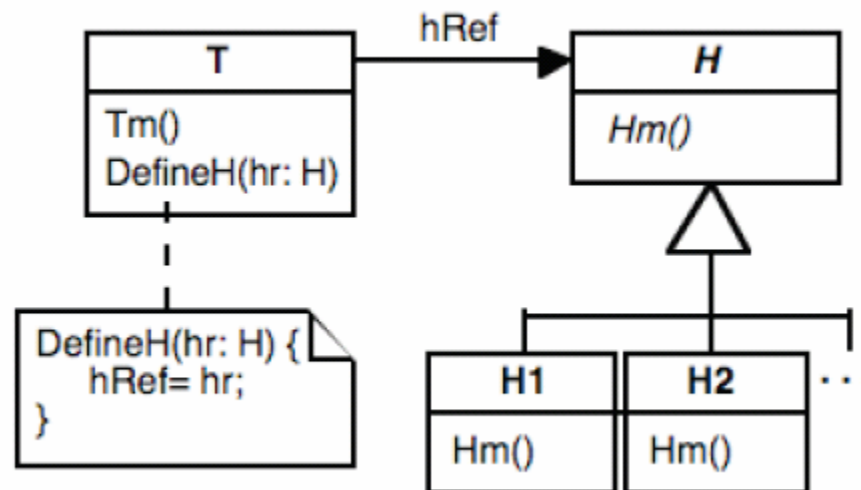 hRef
T
Tm()
DefineH(hr: H)
H
Hm()
DefineH(hr: H) {
hRef= hr;
}
H1
Hm()
H2
Hm()
. .